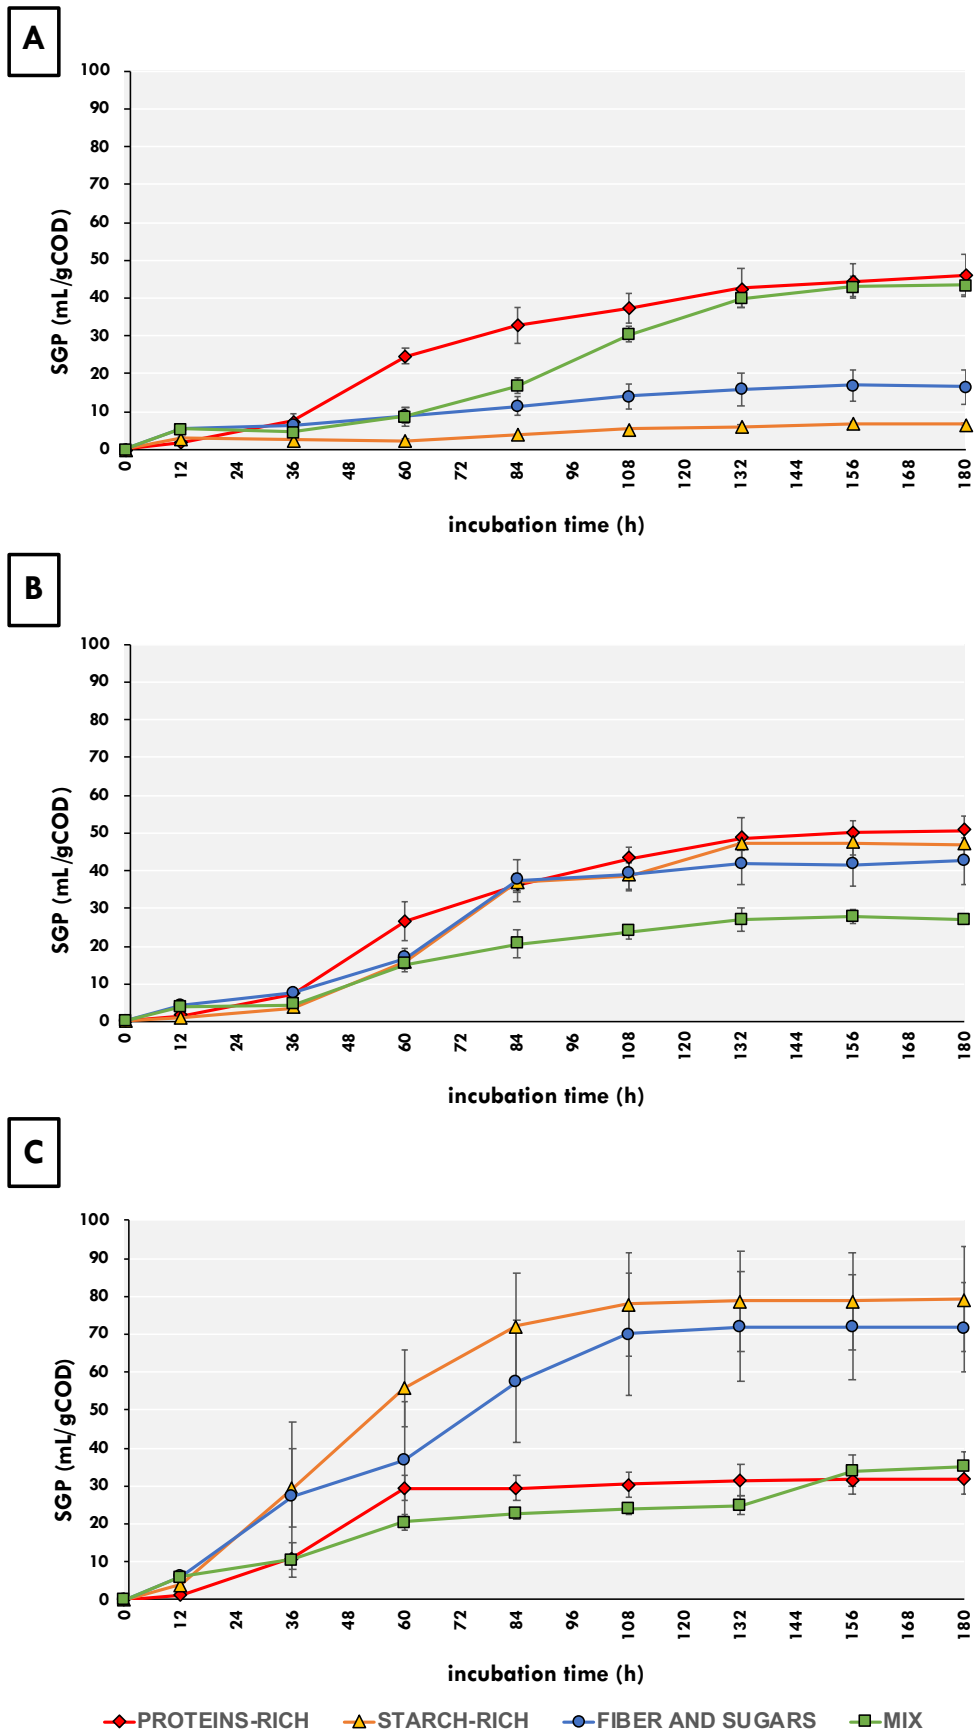 A
100
90
80
70
60
50
40
30
20
10
0
SGP (mL/gCOD)
0 12 24 36 48 60 72 84 96 108 120 132 144 156 168 180
incubation time (h)
B
100
90
80
70
60
50
40
30
20
10
0
SGP (mL/gCOD)
0 12 24 36 48 60 72 84 96 108 120 132 144 156 168 180
incubation time (h)
C
100
90
80
70
60
50
40
30
20
10
0
SGP (mL/gCOD)
0 12 24 36 48 60 72 84 96 108 120 132 144 156 168 180
incubation time (h)
PROTEINS-RICH STARCH-RICH FIBER AND SUGARS MIX